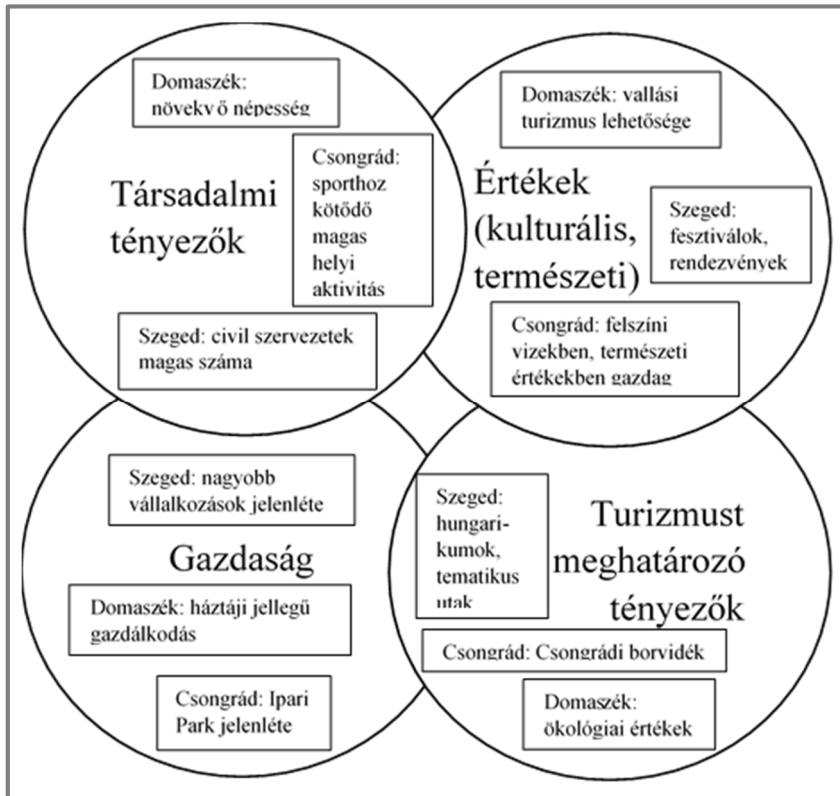 Domaszék:
növekvő népesség
Társadalmi
tényezők
Csongrád:
sporthoz
kötődő
magas
helyi
aktivitás
Szeged: civil szervezetek
magas száma
Domaszék: vallási
turizmus lehetősége
Értékek
(kulturális,
természeti)
Szeged:
fesztiválok,
rendezvények
Csongrád: felszíni
vizekben, természeti
értékekben gazdag
Szeged: nagyobb
vállalkozások jelenléte
Gazdaság
Domaszék: háztáji jellegű
gazdálkodás
Csongrád: Ipari
Park jelenléte
Szeged:
hungari-
kumok,
tematikus
utak
Turizmust
meghatározó
tényezők
Csongrád: Csongrádi borvidék
Domaszék:
ökológiai értékek